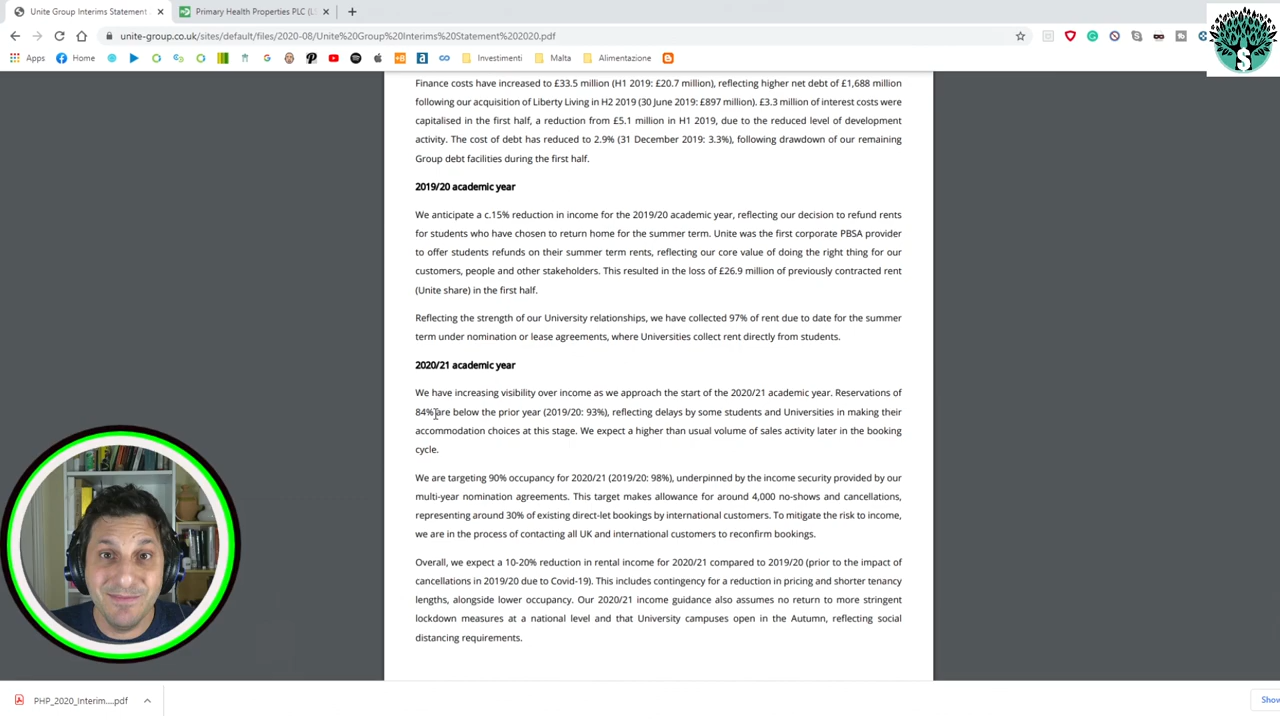 Unite Group Interims Statement
Primary Health Properties PLC (LS
unite-group.co.uk/sites/default/files/2020-08/Unite%20Group%20Interims%20Statement%202020.pdf
Apps
Home
Investimenti
Malta
Alimentazione
Finance costs have increased to £33.5 million (H1 2019: £20.7 million), reflecting higher net debt of £1,688 million
following our acquisition of Liberty Living in H2 2019 (30 June 2019: £897 million). £3.3 million of interest costs were
capitalised in the first half, a reduction from £5.1 million in H1 2019, due to the reduced level of development
activity. The cost of debt has reduced to 2.9% (31 December 2019: 3.3%), following drawdown of our remaining
Group debt facilities during the first half.
2019/20 academic year
We anticipate a c.15% reduction in income for the 2019/20 academic year, reflecting our decision to refund rents
for students who have chosen to return home for the summer term. Unite was the first corporate PBSA provider
to offer students refunds on their summer term rents, reflecting our core value of doing the right thing for our
customers, people and other stakeholders. This resulted in the loss of £26.9 million of previously contracted rent
(Unite share) in the first half.
Reflecting the strength of our University relationships, we have collected 97% of rent due to date for the summer
term under nomination or lease agreements, where Universities collect rent directly from students.
2020/21 academic year
We have increasing visibility over income as we approach the start of the 2020/21 academic year. Reservations of
84% are below the prior year (2019/20: 93%), reflecting delays by some students and Universities in making their
accommodation choices at this stage. We expect a higher than usual volume of sales activity later in the booking
cycle.
We are targeting 90% occupancy for 2020/21 (2019/20: 98%), underpinned by the income security provided by our
multi-year nomination agreements. This target makes allowance for around 4,000 no-shows and cancellations,
representing around 30% of existing direct-let bookings by international customers. To mitigate the risk to income,
we are in the process of contacting all UK and international customers to reconfirm bookings.
Overall, we expect a 10-20% reduction in rental income for 2020/21 compared to 2019/20 (prior to the impact of
cancellations in 2019/20 due to Covid-19). This includes contingency for a reduction in pricing and shorter tenancy
lengths, alongside lower occupancy. Our 2020/21 income guidance also assumes no return to more stringent
lockdown measures at a national level and that University campuses open in the Autumn, reflecting social
distancing requirements.
PHP_2020_Interim....pdf
Show